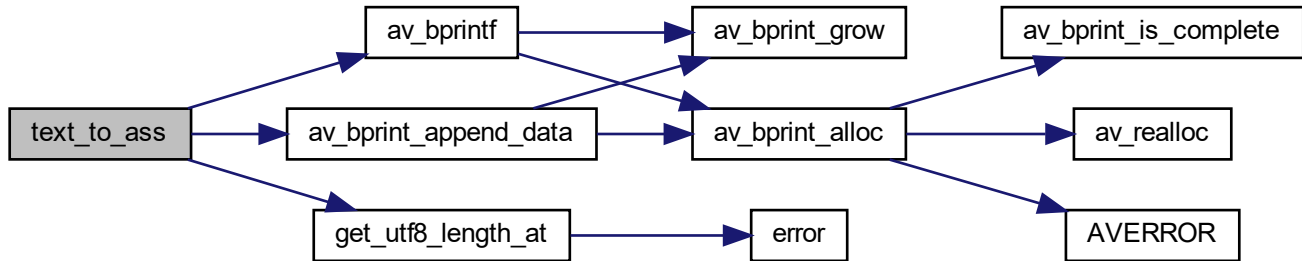 av_bprintf
av_bprint_grow
av_bprint_is_complete
text_to_ass
av_bprint_append_data
av_bprint_alloc
av_realloc
get_utf8_length_at
error
AVERROR